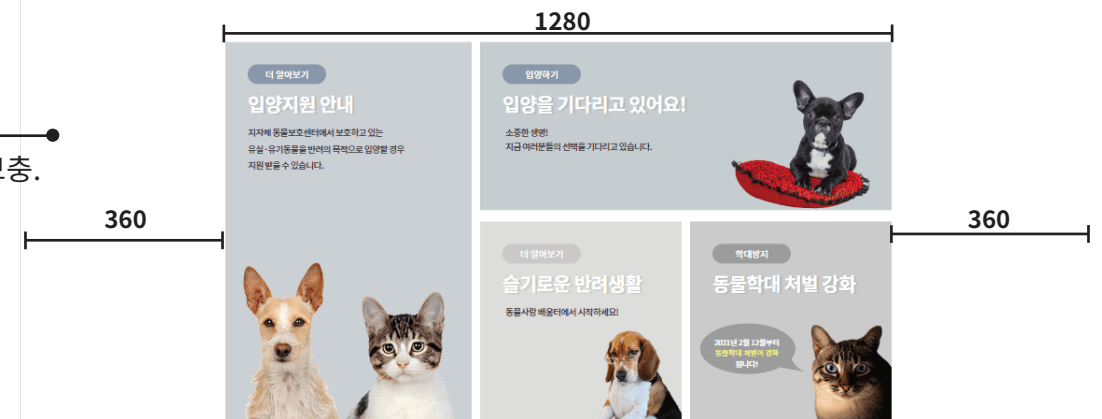 1280
더 알아보기
입양지원 안내
지자체 동물보호센터에서 보호하고 있는
유실·유기동물을 반려의 목적으로 입양할 경우
지원 받을 수 있습니다.
입양하기
입양을 기다리고 있어요!
소중한 생명!
지금 여러분들의 선택을 기다리고 있습니다.
충.
360
360
더 알아보기
슬기로운 반려생활
동물사랑 배움터에서 시작하세요!
학대방지
동물학대 처벌 강화
2021년 2월 12월부터
동물학대 처벌이 강화
됩니다!